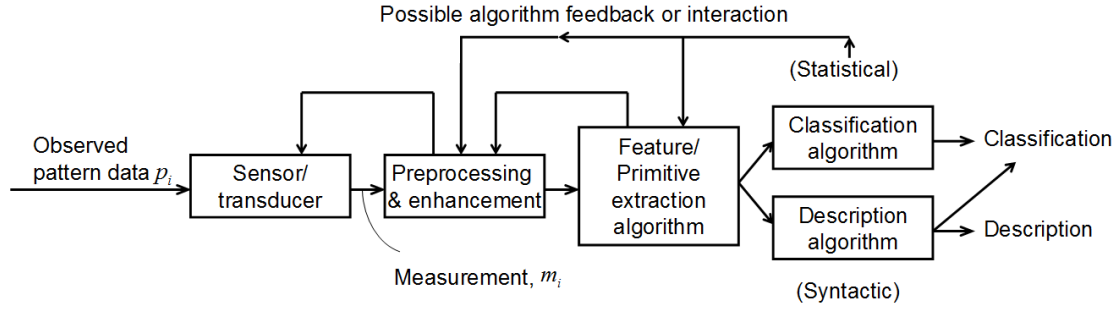 Possible algorithm feedback or interaction
(Statistical)
Observed
pattern data pᵢ
Sensor/
transducer
Preprocessing
& enhancement
Feature/
Primitive
extraction
algorithm
Classification
algorithm
Classification
Description
algorithm
Description
Measurement, mᵢ
(Syntactic)